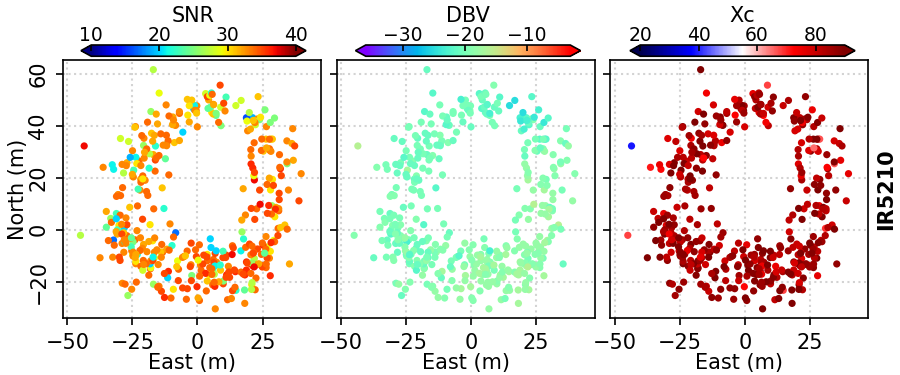 SNR DBV Xc
10 20 30 40 −30 −20 −10 20 40 60 80
60
40
20
0
−20
North (m)
IR5210
−50 −25 0 25 −50 −25 0 25 −50 −25 0 25
East (m) East (m) East (m)